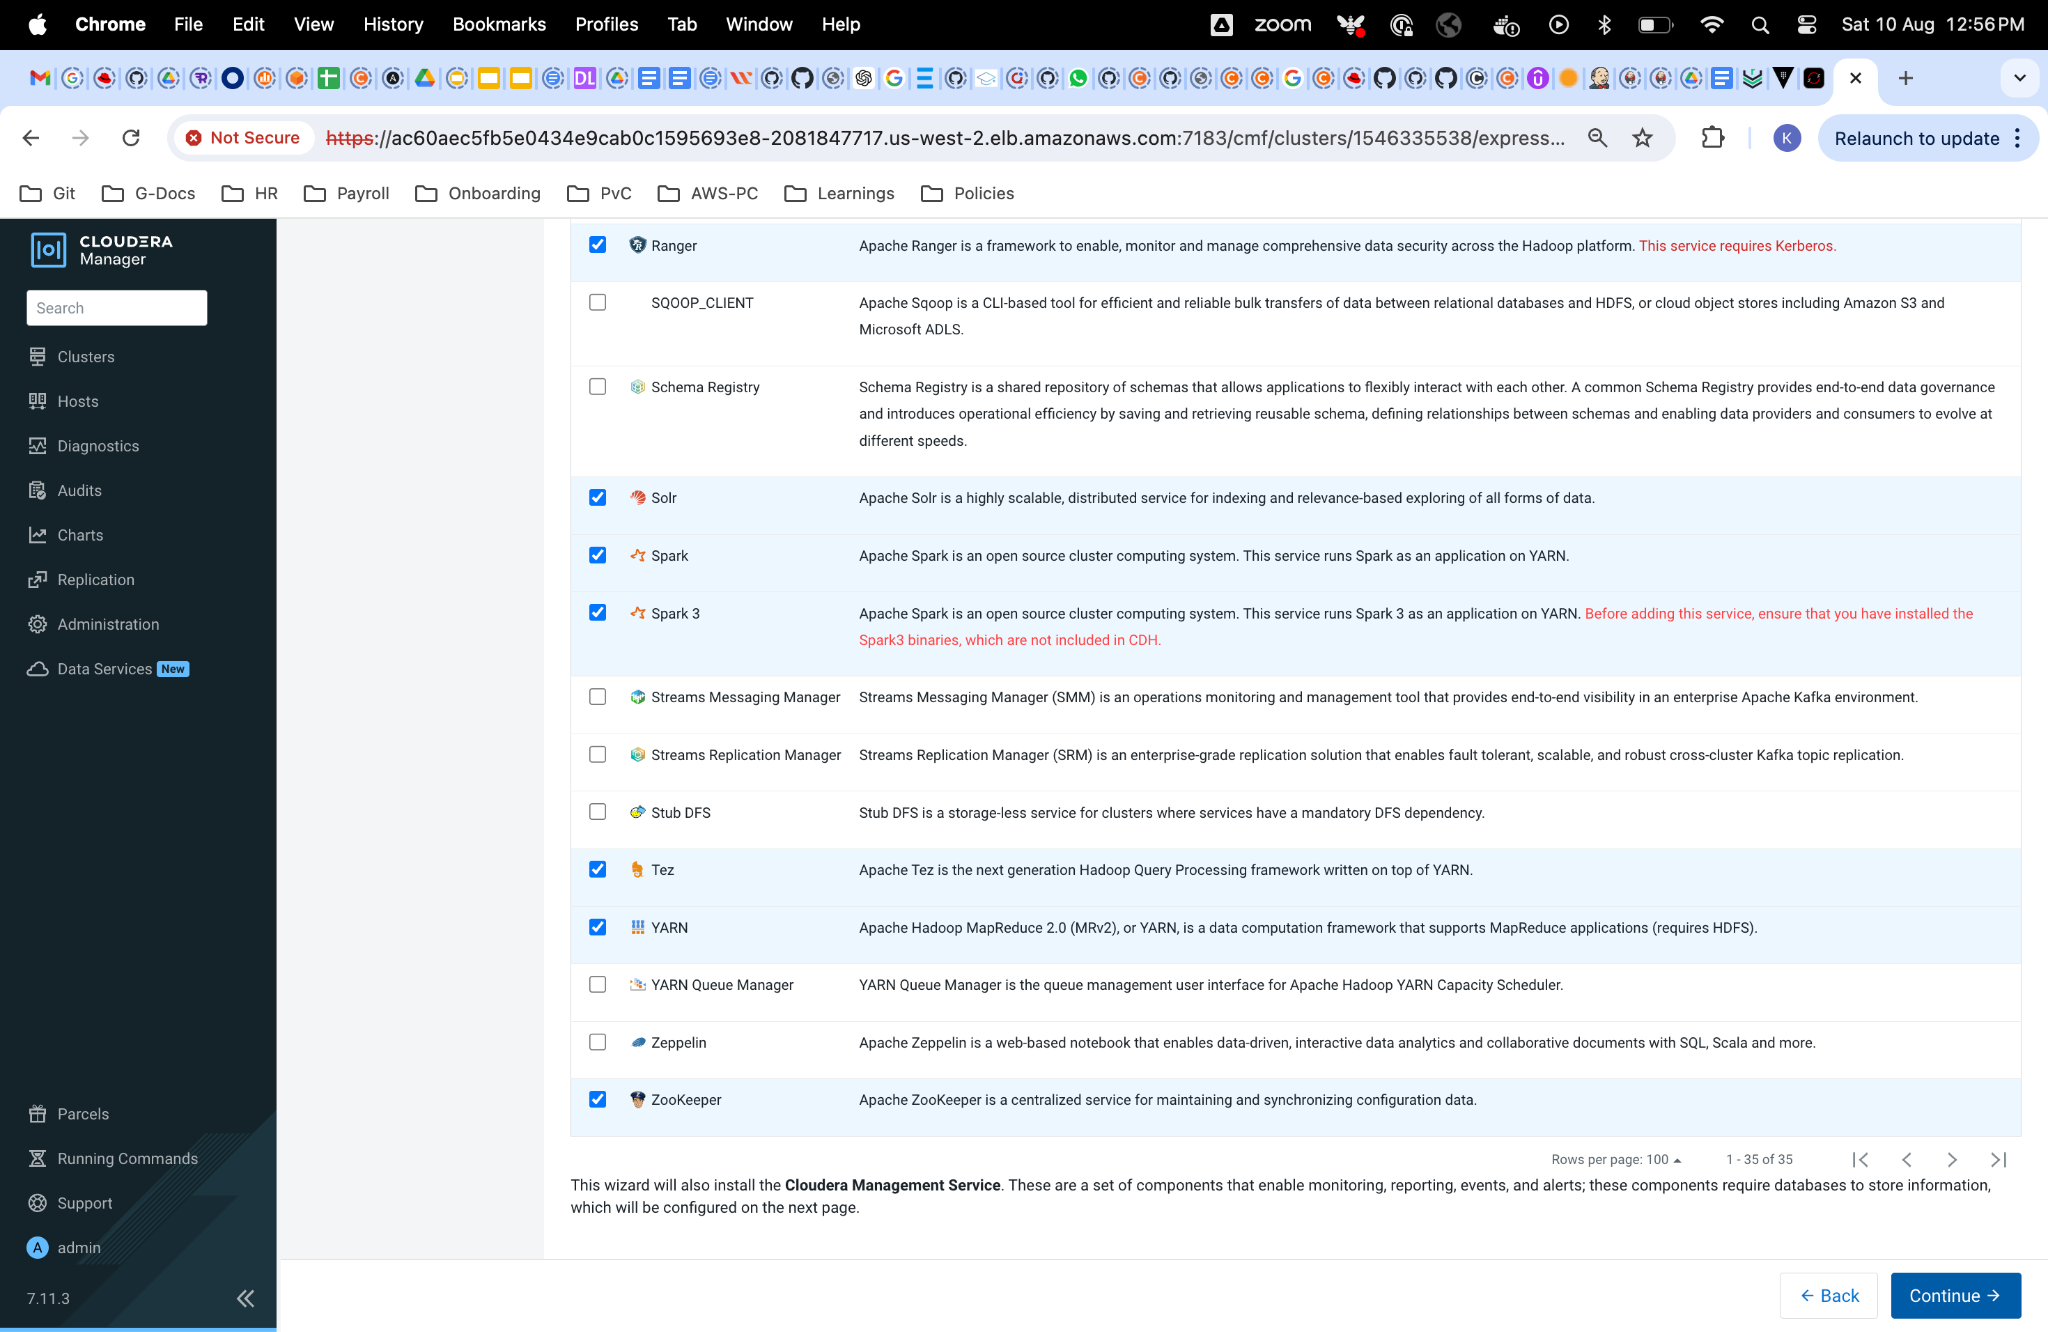 Chrome File Edit View History Bookmarks Profiles Tab Window Help zoom Sat 10 Aug 12:56 PM
Not Secure https://ac60aec5fb5e0434e9cab0c1595693e8-2081847717.us-west-2.elb.amazonaws.com:7183/cmf/clusters/1546335538/express... K Relaunch to update
Git G-Docs HR Payroll Onboarding PvC AWS-PC Learnings Policies
CLOUDERA
Manager
Search
Clusters
Hosts
Diagnostics
Audits
Charts
Replication
Administration
Data Services New
Parcels
Running Commands
Support
A admin
7.11.3
Ranger Apache Ranger is a framework to enable, monitor and manage comprehensive data security across the Hadoop platform. This service requires Kerberos.
SQOOP_CLIENT Apache Sqoop is a CLI-based tool for efficient and reliable bulk transfers of data between relational databases and HDFS, or cloud object stores including Amazon S3 and
Microsoft ADLS.
Schema Registry Schema Registry is a shared repository of schemas that allows applications to flexibly interact with each other. A common Schema Registry provides end-to-end data governance
and introduces operational efficiency by saving and retrieving reusable schema, defining relationships between schemas and enabling data providers and consumers to evolve at
different speeds.
Solr Apache Solr is a highly scalable, distributed service for indexing and relevance-based exploring of all forms of data.
Spark Apache Spark is an open source cluster computing system. This service runs Spark as an application on YARN.
Spark 3 Apache Spark is an open source cluster computing system. This service runs Spark 3 as an application on YARN. Before adding this service, ensure that you have installed the
Spark3 binaries, which are not included in CDH.
Streams Messaging Manager Streams Messaging Manager (SMM) is an operations monitoring and management tool that provides end-to-end visibility in an enterprise Apache Kafka environment.
Streams Replication Manager Streams Replication Manager (SRM) is an enterprise-grade replication solution that enables fault tolerant, scalable, and robust cross-cluster Kafka topic replication.
Stub DFS Stub DFS is a storage-less service for clusters where services have a mandatory DFS dependency.
Tez Apache Tez is the next generation Hadoop Query Processing framework written on top of YARN.
YARN Apache Hadoop MapReduce 2.0 (MRv2), or YARN, is a data computation framework that supports MapReduce applications (requires HDFS).
YARN Queue Manager YARN Queue Manager is the queue management user interface for Apache Hadoop YARN Capacity Scheduler.
Zeppelin Apache Zeppelin is a web-based notebook that enables data-driven, interactive data analytics and collaborative documents with SQL, Scala and more.
ZooKeeper Apache ZooKeeper is a centralized service for maintaining and synchronizing configuration data.
Rows per page: 100 1 - 35 of 35
This wizard will also install the Cloudera Management Service. These are a set of components that enable monitoring, reporting, events, and alerts; these components require databases to store information,
which will be configured on the next page.
Back Continue